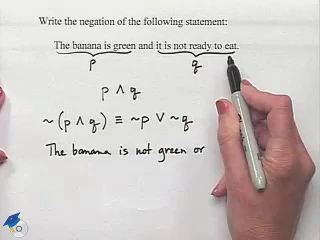 Write the negation of the following statement:
The banana is green and it is not ready to eat.
p q
p ∧ q
~(p ∧ q) ≡ ~p ∨ ~q
The banana is not green or